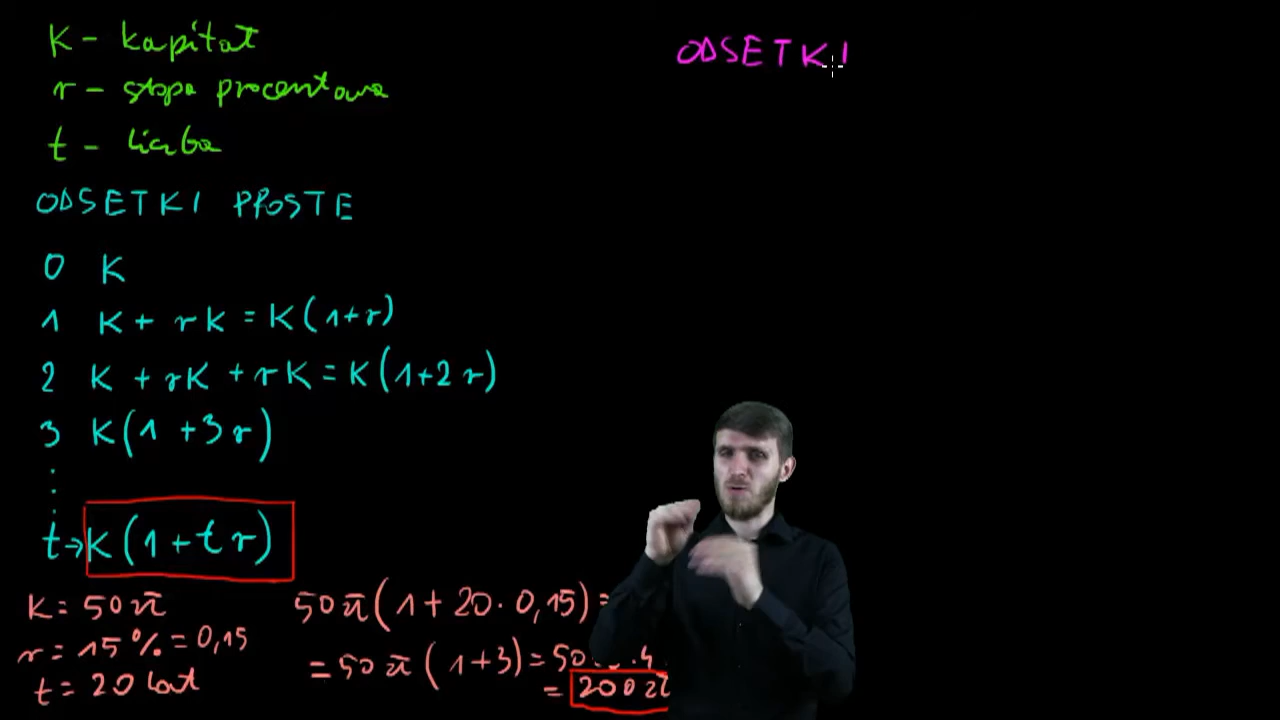 K - kapitał
r - stopa procentowa
t - liczba
ODSETKI PROSTE
0 K
1 K + rK = K(1+r)
2 K + rK + rK = K(1+2r)
3 K(1+3r)
⋮
t → K(1+tr)
K = 50 zł
r = 15% = 0,15
t = 20 lat
50 zł(1+20·0,15) =
= 50 zł(1+3) = 50
= 200 zł
ODSETKI